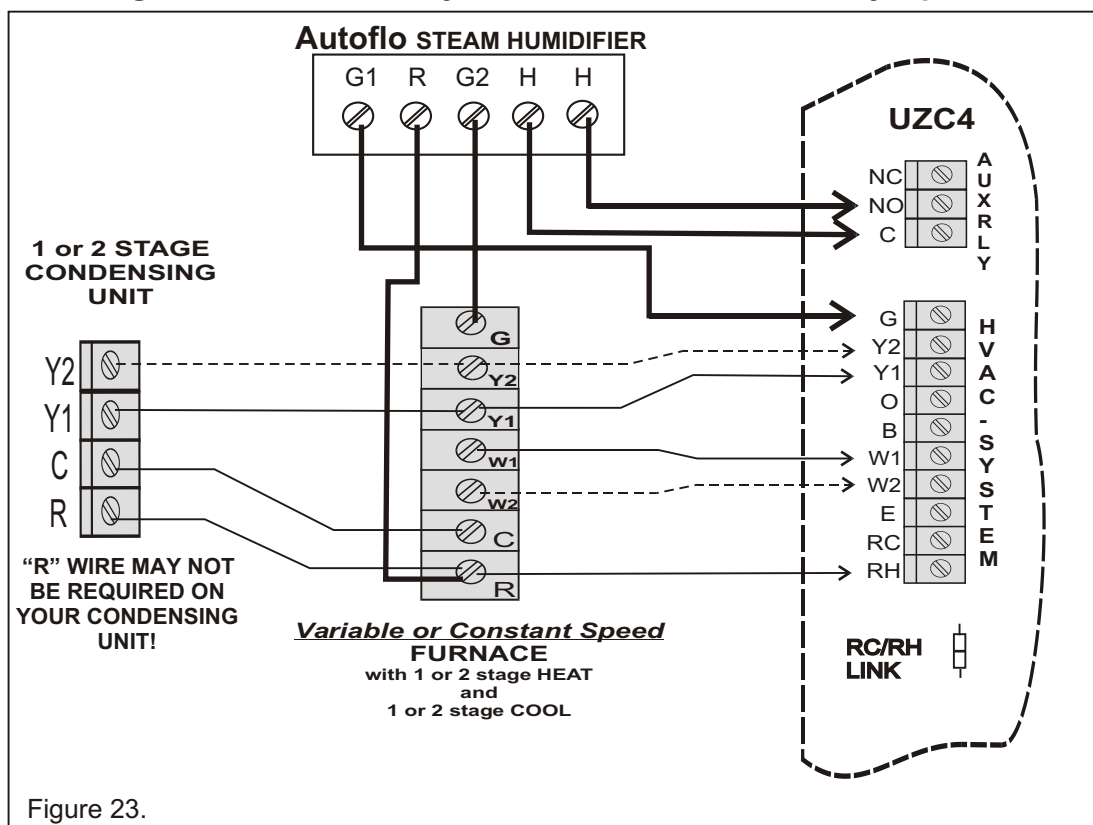 Autoflo STEAM HUMIDIFIER
G1 R G2 H H
UZC4
NC
NO
C
AUXRLY
1 or 2 STAGE
CONDENSING
UNIT
Y2
Y1
C
R
“R” WIRE MAY NOT
BE REQUIRED ON
YOUR CONDENSING
UNIT!
G
Y2
Y1
W1
W2
C
R
Variable or Constant Speed
FURNACE
with 1 or 2 stage HEAT
and
1 or 2 stage COOL
G
Y2
Y1
O
B
W1
W2
E
RC
RH
HVAC-SYSTEM
RC/RH
LINK
Figure 23.